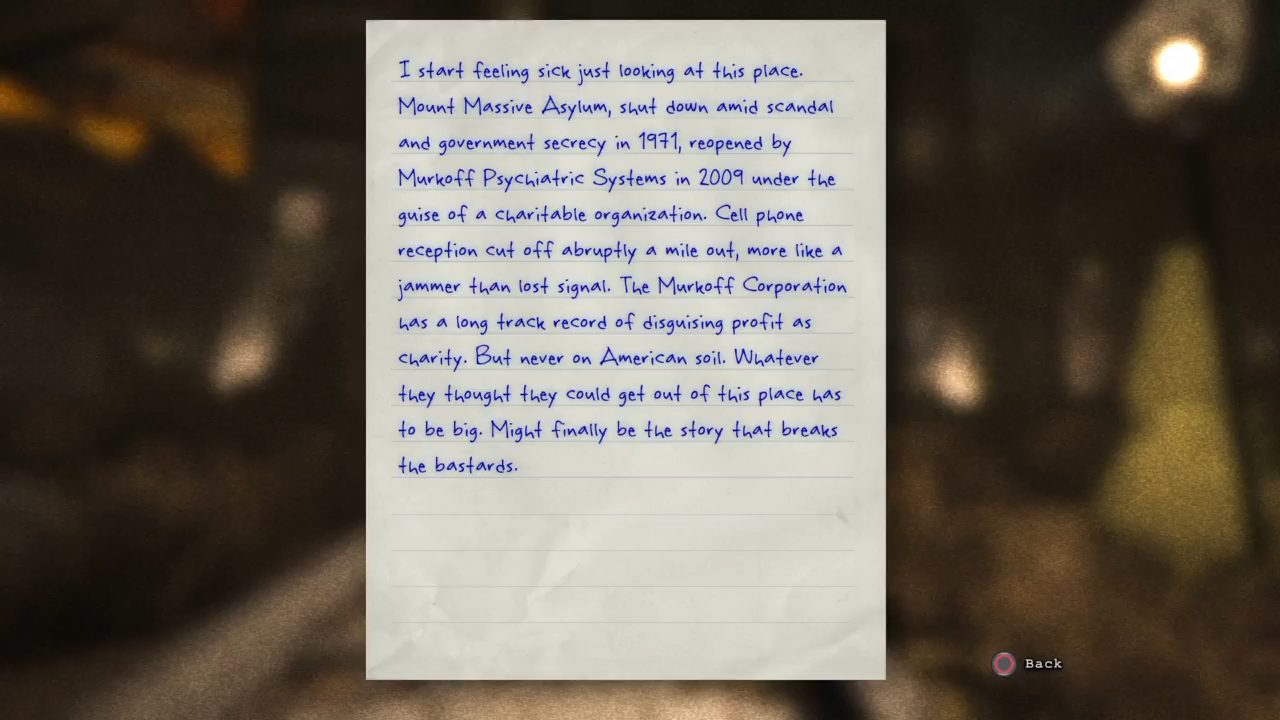 I start feeling sick just looking at this place.
Mount Massive Asylum, shut down amid scandal
and government secrecy in 1971, reopened by
Murkoff Psychiatric Systems in 2009 under the
guise of a charitable organization. Cell phone
reception cut off abruptly a mile out, more like a
jammer than lost signal. The Murkoff Corporation
has a long track record of disguising profit as
charity. But never on American soil. Whatever
they thought they could get out of this place has
to be big. Might finally be the story that breaks
the bastards.
Back